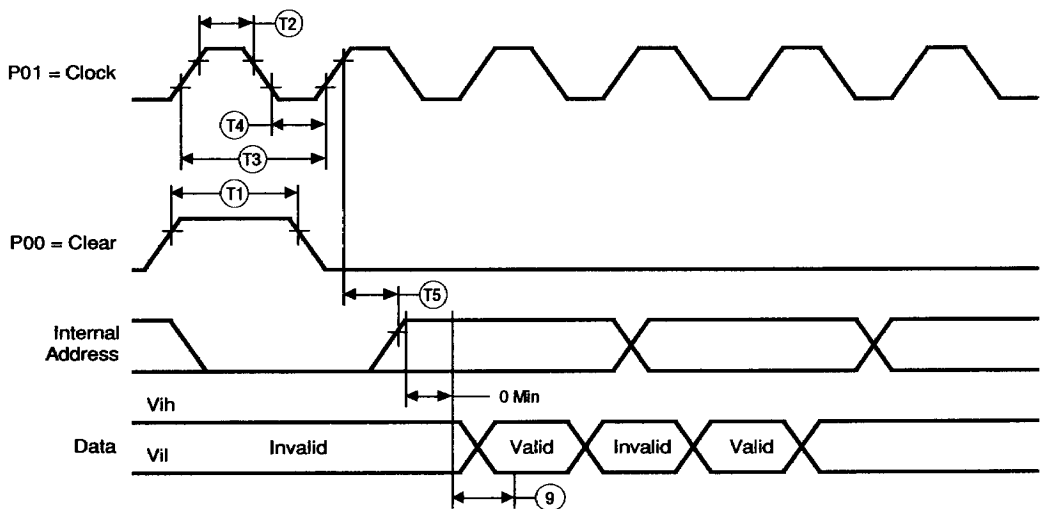 T2
P01 = Clock
T4
T3
T1
P00 = Clear
T5
Internal
Address
0 Min
Vih
Data
Vil
Invalid
Valid
Invalid
Valid
9